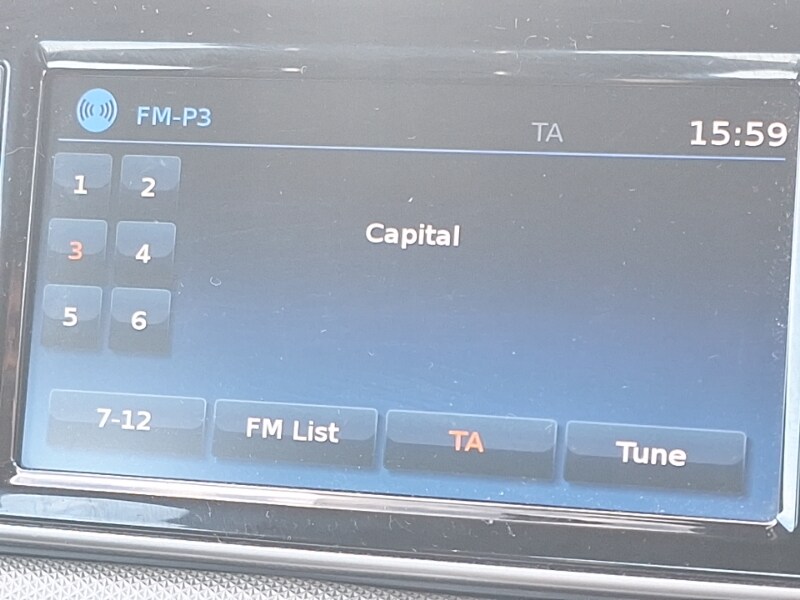 FM-P3 TA 15:59
1 2
Capital
3 4
5 6
7-12 FM List TA Tune